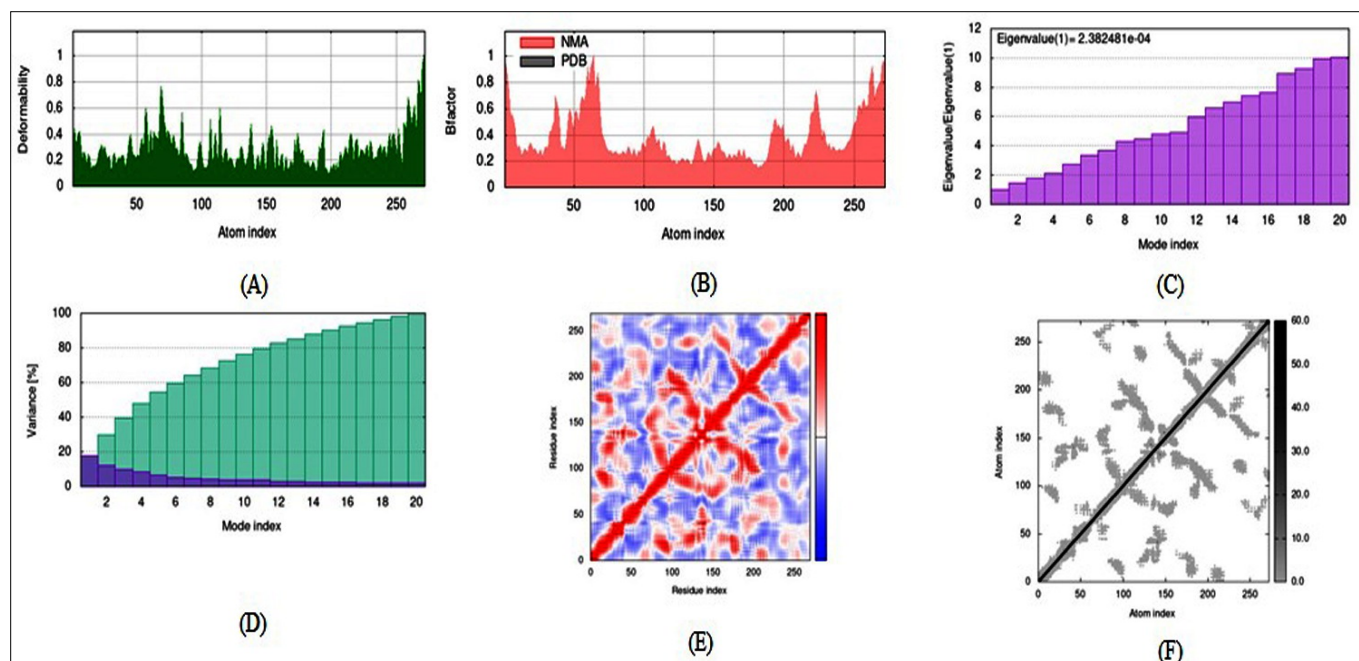 Deformability
1
0.8
0.6
0.4
0.2
0
50 100 150 200 250
Atom index
(A)
Bfactor
NMA
PDB
1
0.8
0.6
0.4
0.2
0
50 100 150 200 250
Atom index
(B)
Eigenvalue/Eigenvalue(1)
Eigenvalue(1)= 2.382481e-04
12
10
8
6
4
2
0
2 4 6 8 10 12 14 16 18 20
Mode index
(C)
Variance [%]
100
80
60
40
20
0
2 4 6 8 10 12 14 16 18 20
Mode index
(D)
Residue index
250
200
150
100
50
0
0 50 100 150 200 250
Residue index
(E)
Atom index
250
200
150
100
50
0
0 50 100 150 200 250
Atom index
60.0
50.0
40.0
30.0
20.0
10.0
0.0
(F)